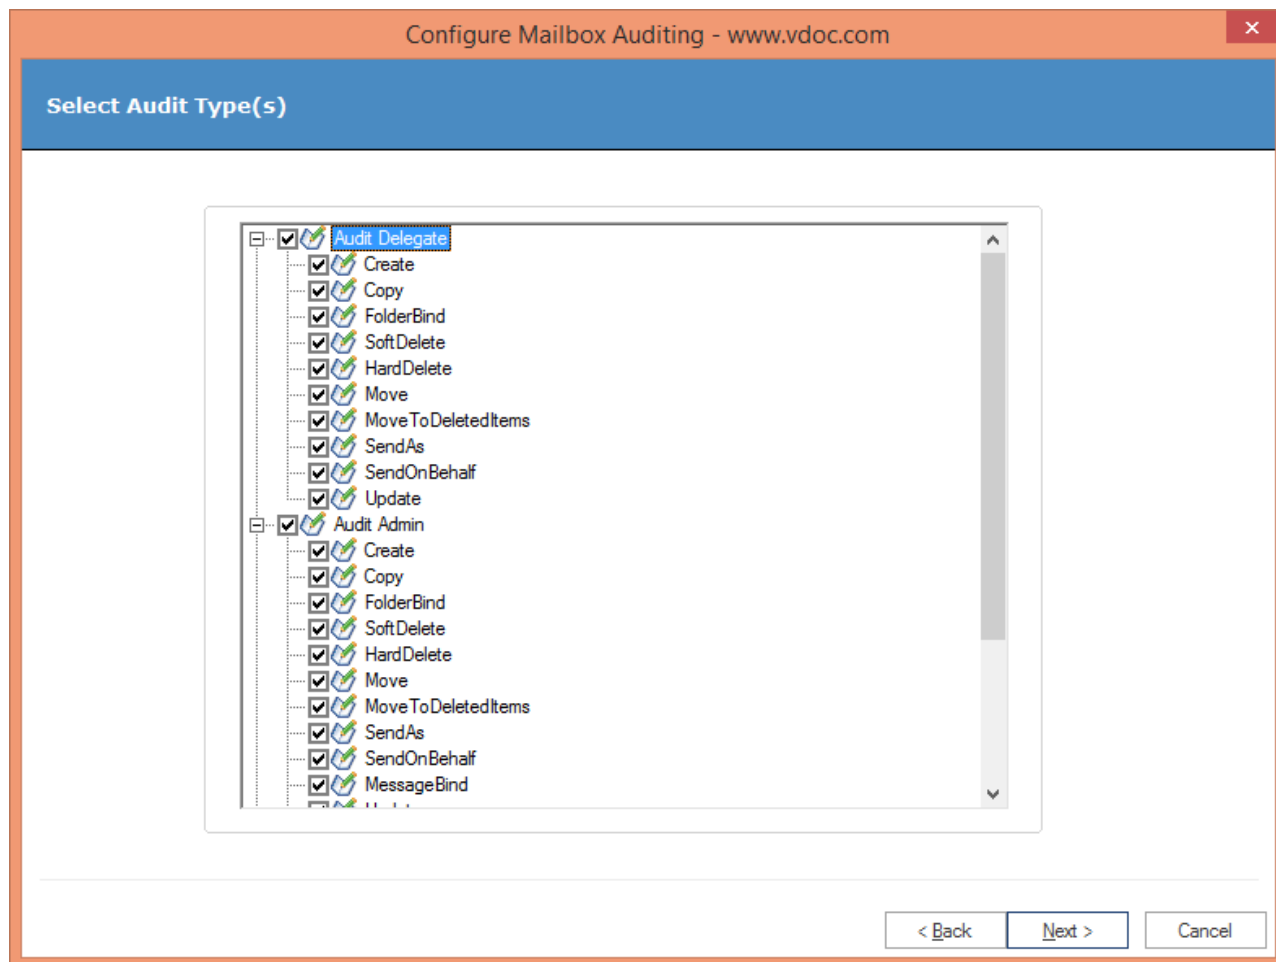 Configure Mailbox Auditing - www.vdoc.com
Select Audit Type(s)
Audit Delegate
Create
Copy
FolderBind
SoftDelete
HardDelete
Move
MoveToDeletedItems
SendAs
SendOnBehalf
Update
Audit Admin
Create
Copy
FolderBind
SoftDelete
HardDelete
Move
MoveToDeletedItems
SendAs
SendOnBehalf
MessageBind
< Back Next > Cancel